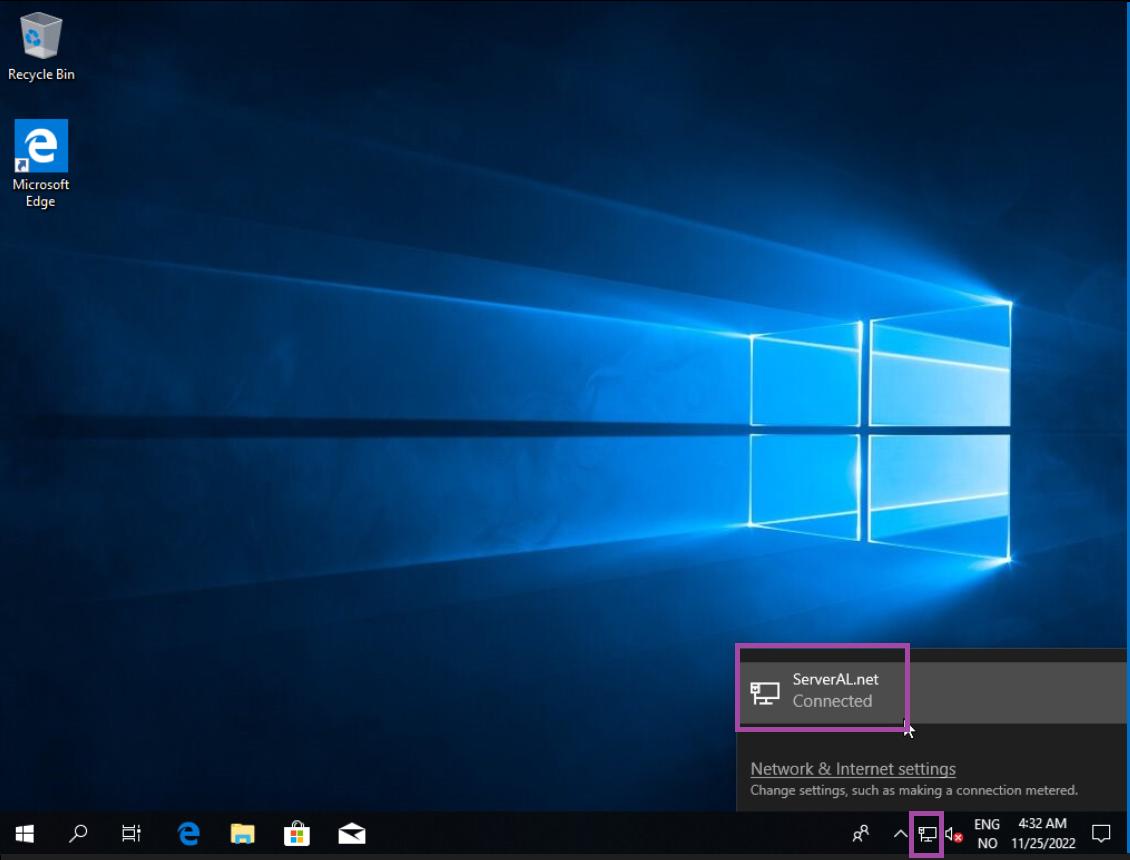 Recycle Bin
Microsoft
Edge
ServerAL.net
Connected
Network & Internet settings
Change settings, such as making a connection metered.
ENG
NO
4:32 AM
11/25/2022